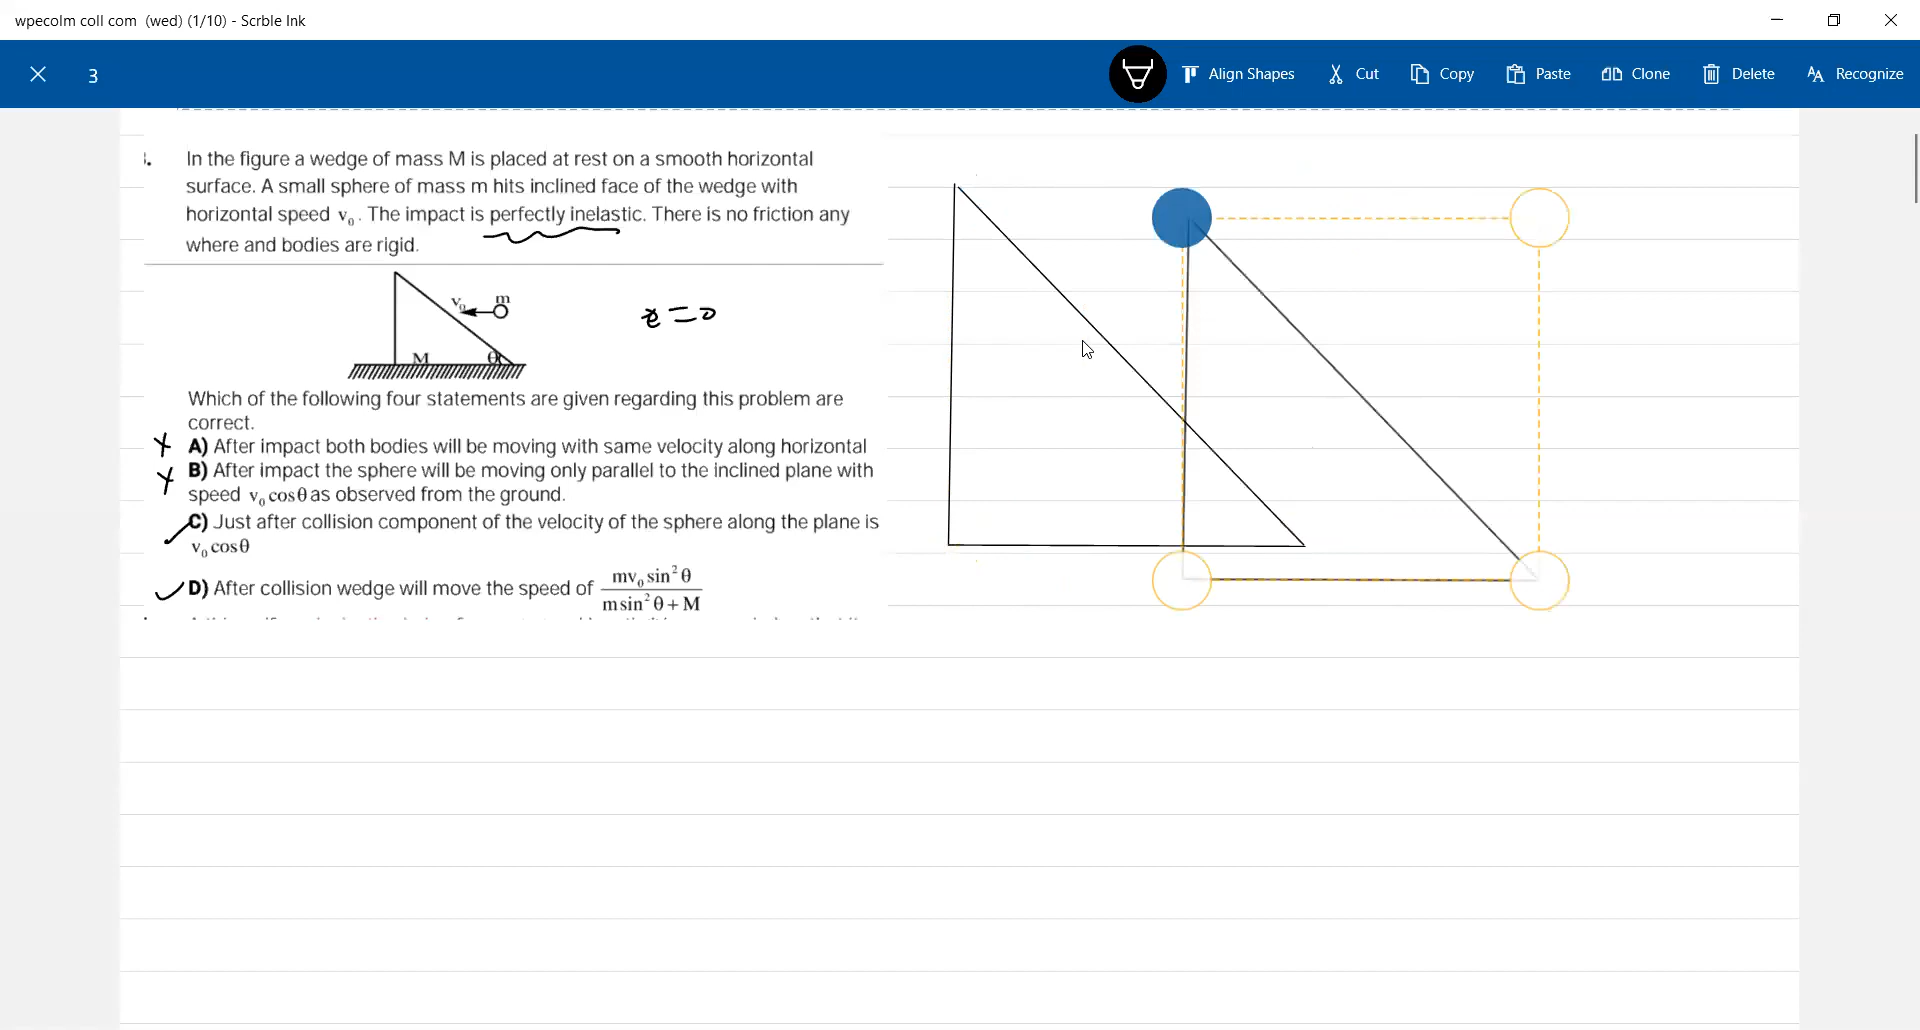 wpecolm coll com (wed) (1/10) - Scrble Ink
3 Align Shapes Cut Copy Paste Clone Delete Recognize
In the figure a wedge of mass M is placed at rest on a smooth horizontal
surface. A small sphere of mass m hits inclined face of the wedge with
horizontal speed v₀. The impact is perfectly inelastic. There is no friction any
where and bodies are rigid.
v₀ m
e = 0
M θ
Which of the following four statements are given regarding this problem are
correct.
A) After impact both bodies will be moving with same velocity along horizontal
B) After impact the sphere will be moving only parallel to the inclined plane with
speed v₀ cosθ as observed from the ground.
C) Just after collision component of the velocity of the sphere along the plane is
v₀ cosθ
D) After collision wedge will move the speed of mv₀ sin²θ / m sin²θ + M